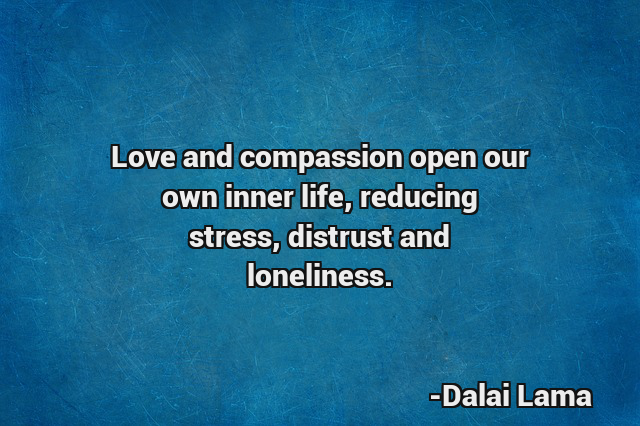 Love and compassion open our
own inner life, reducing
stress, distrust and
loneliness.
-Dalai Lama